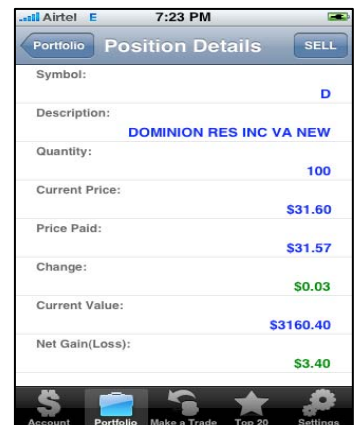 Airtel E 7:23 PM
Portfolio Position Details SELL
Symbol:
D
Description:
DOMINION RES INC VA NEW
Quantity:
100
Current Price:
$31.60
Price Paid:
$31.57
Change:
$0.03
Current Value:
$3160.40
Net Gain(Loss):
$3.40
Account Portfolio Make a Trade Top 20 Settings